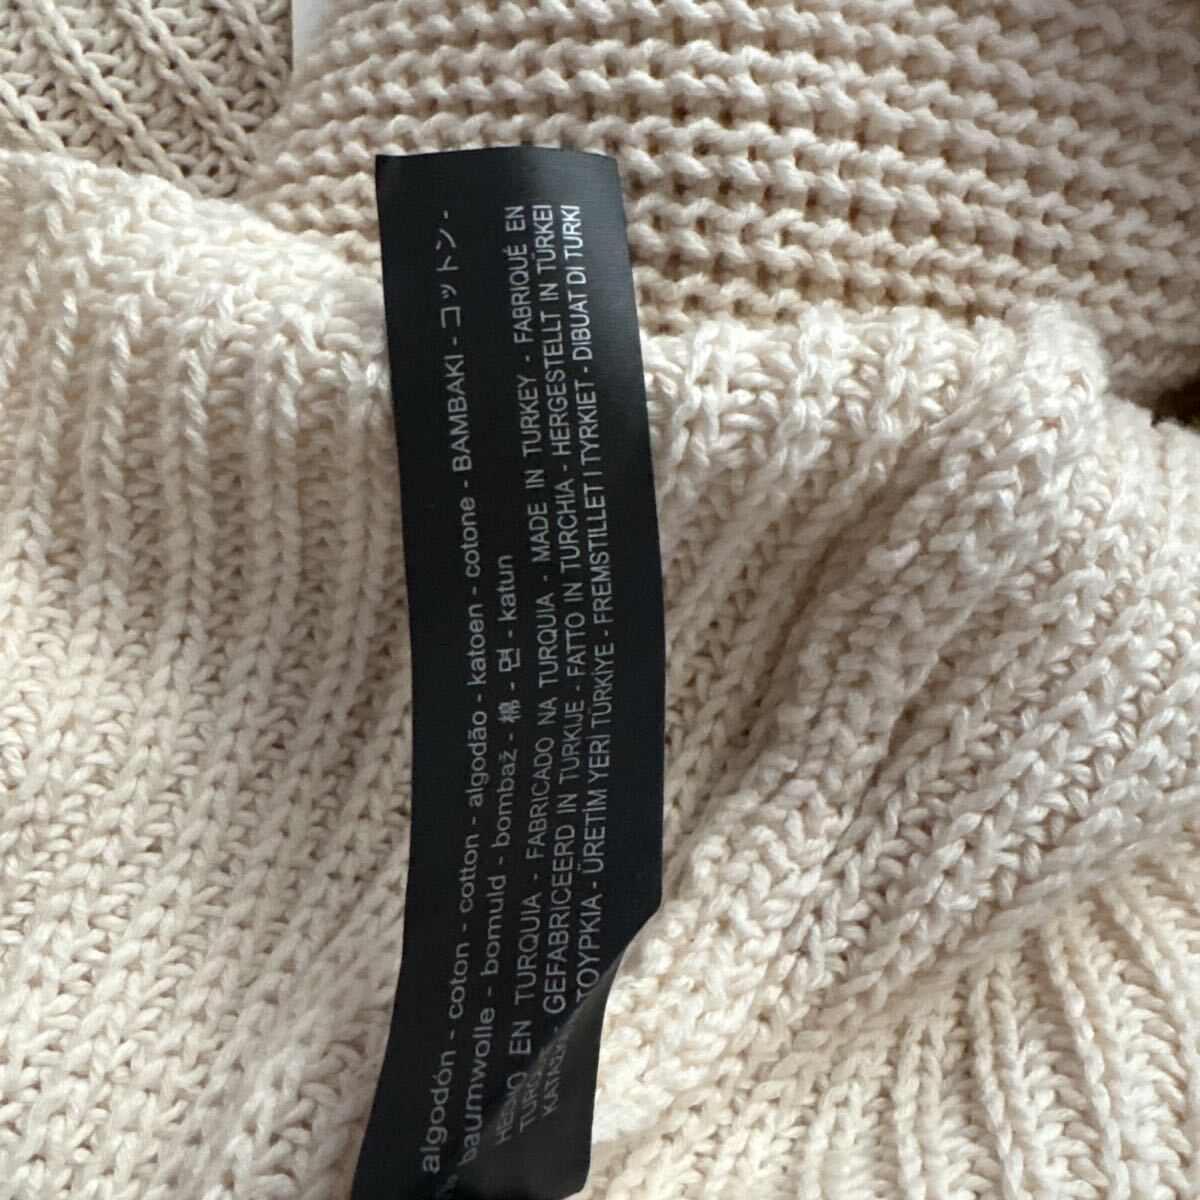 algodón - coton - cotton - algodão - katoen - cotone - BAMBAKI - コットン -
baumwolle - bomuld - bombaž - 棉 - 면 - katun
HECHO EN TURQUIA - FABRICADO NA TURQUIA - MADE IN TURKEY - FABRIQUÉ EN
- GEFABRICEERD IN TURKIJE - FATTO IN TURCHIA - HERGESTELLT IN TÜRKEI
ΤΟΥΡΚΙΑ - ÜRETİM YERİ TÜRKİYE - FREMSTILLET I TYRKIET - DIBUAT DI TURKI